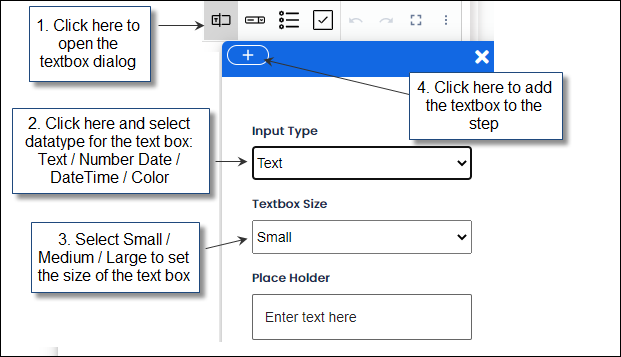 1. Click here to
open the
textbox dialog
4. Click here to add
the textbox to the
step
2. Click here and select
datatype for the text box:
Text / Number Date /
DateTime / Color
Input Type
Text
Textbox Size
Small
3. Select Small /
Medium / Large to set
the size of the text box
Place Holder
Enter text here